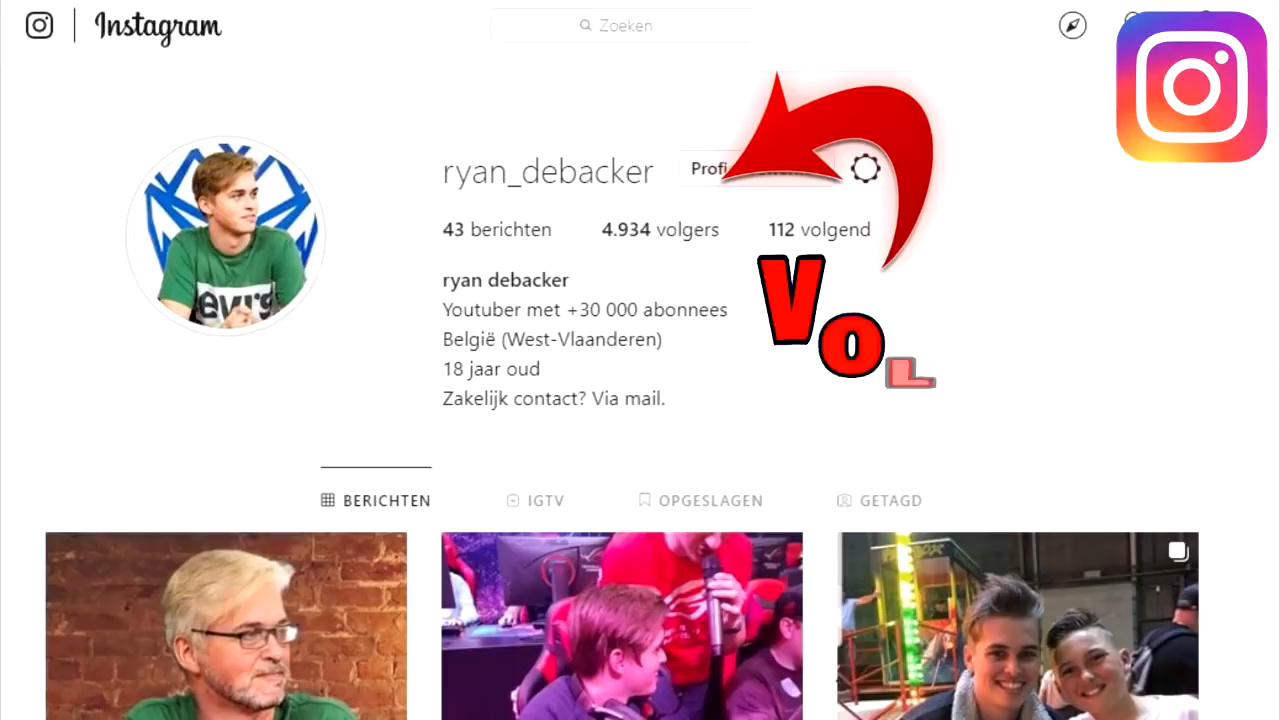 Instagram
Zoeken
ryan_debacker
Profi
43 berichten
4.934 volgers
112 volgend
ryan debacker
Youtuber met +30 000 abonnees
België (West-Vlaanderen)
18 jaar oud
Zakelijk contact? Via mail.
VOL
BERICHTEN
IGTV
OPGESLAGEN
GETAGD